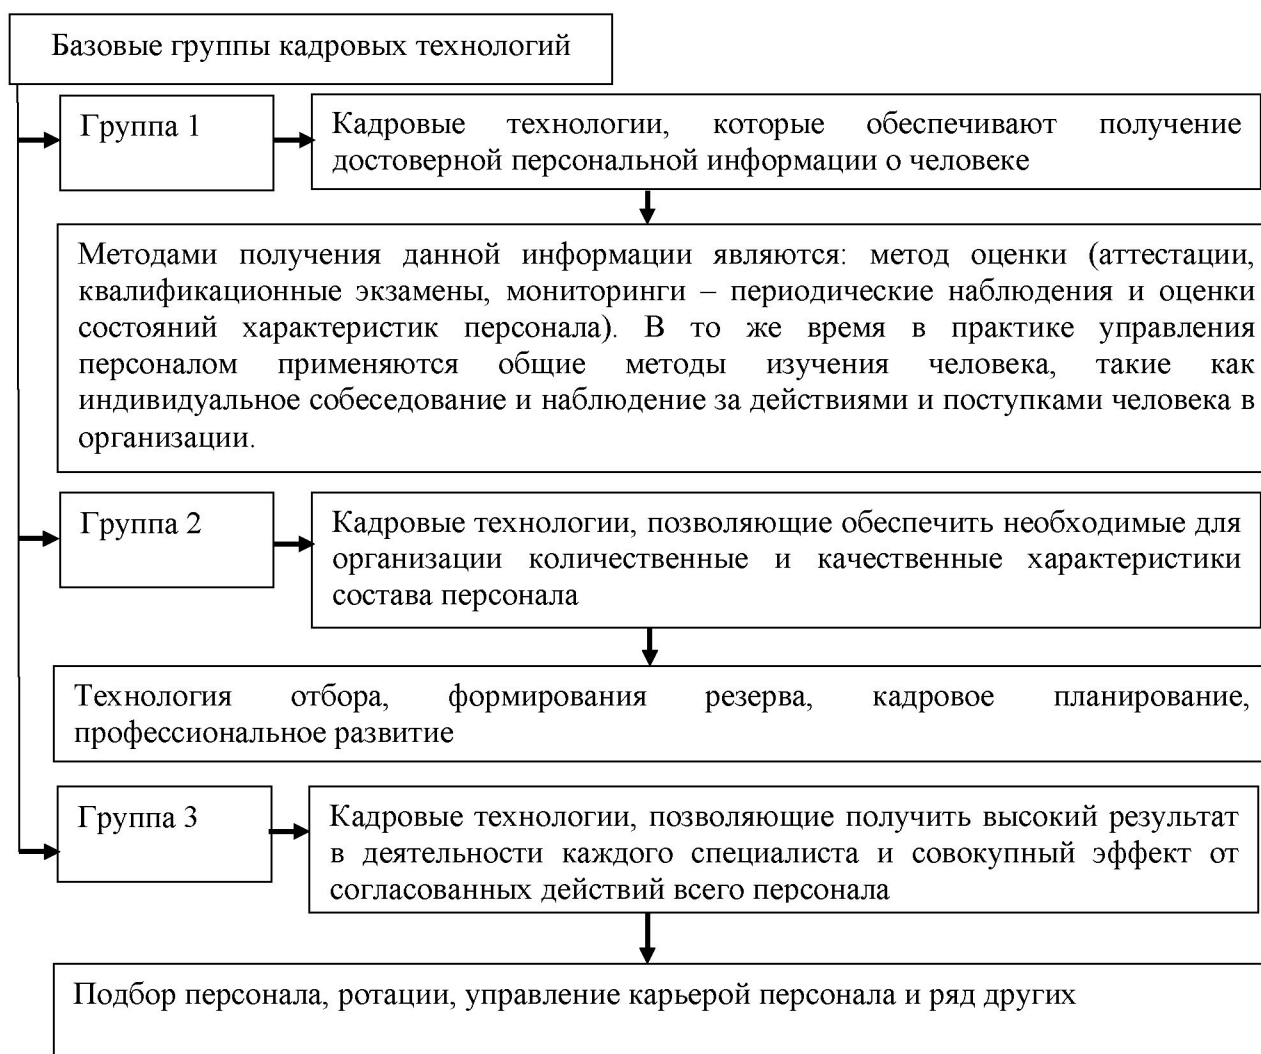 Базовые группы кадровых технологий
Группа 1
Кадровые технологии, которые обеспечивают получение
достоверной персональной информации о человеке
Методами получения данной информации являются: метод оценки (аттестации,
квалификационные экзамены, мониторинги – периодические наблюдения и оценки
состояний характеристик персонала). В то же время в практике управления
персоналом применяются общие методы изучения человека, такие как
индивидуальное собеседование и наблюдение за действиями и поступками человека в
организации.
Группа 2
Кадровые технологии, позволяющие обеспечить необходимые для
организации количественные и качественные характеристики
состава персонала
Технология отбора, формирования резерва, кадровое планирование,
профессиональное развитие
Группа 3
Кадровые технологии, позволяющие получить высокий результат
в деятельности каждого специалиста и совокупный эффект от
согласованных действий всего персонала
Подбор персонала, ротации, управление карьерой персонала и ряд других